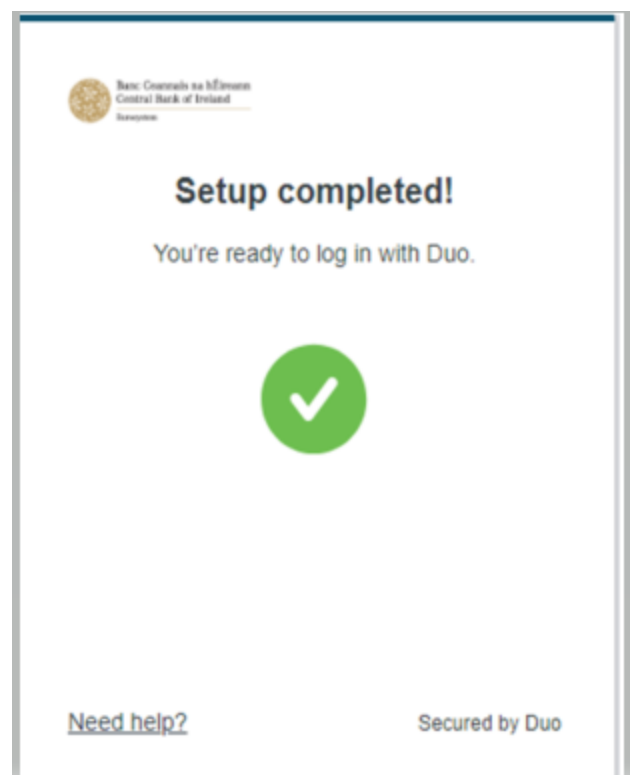 Banc Ceannais na hÉireann
Central Bank of Ireland
Eurosystem
Setup completed!
You're ready to log in with Duo.
Need help?
Secured by Duo